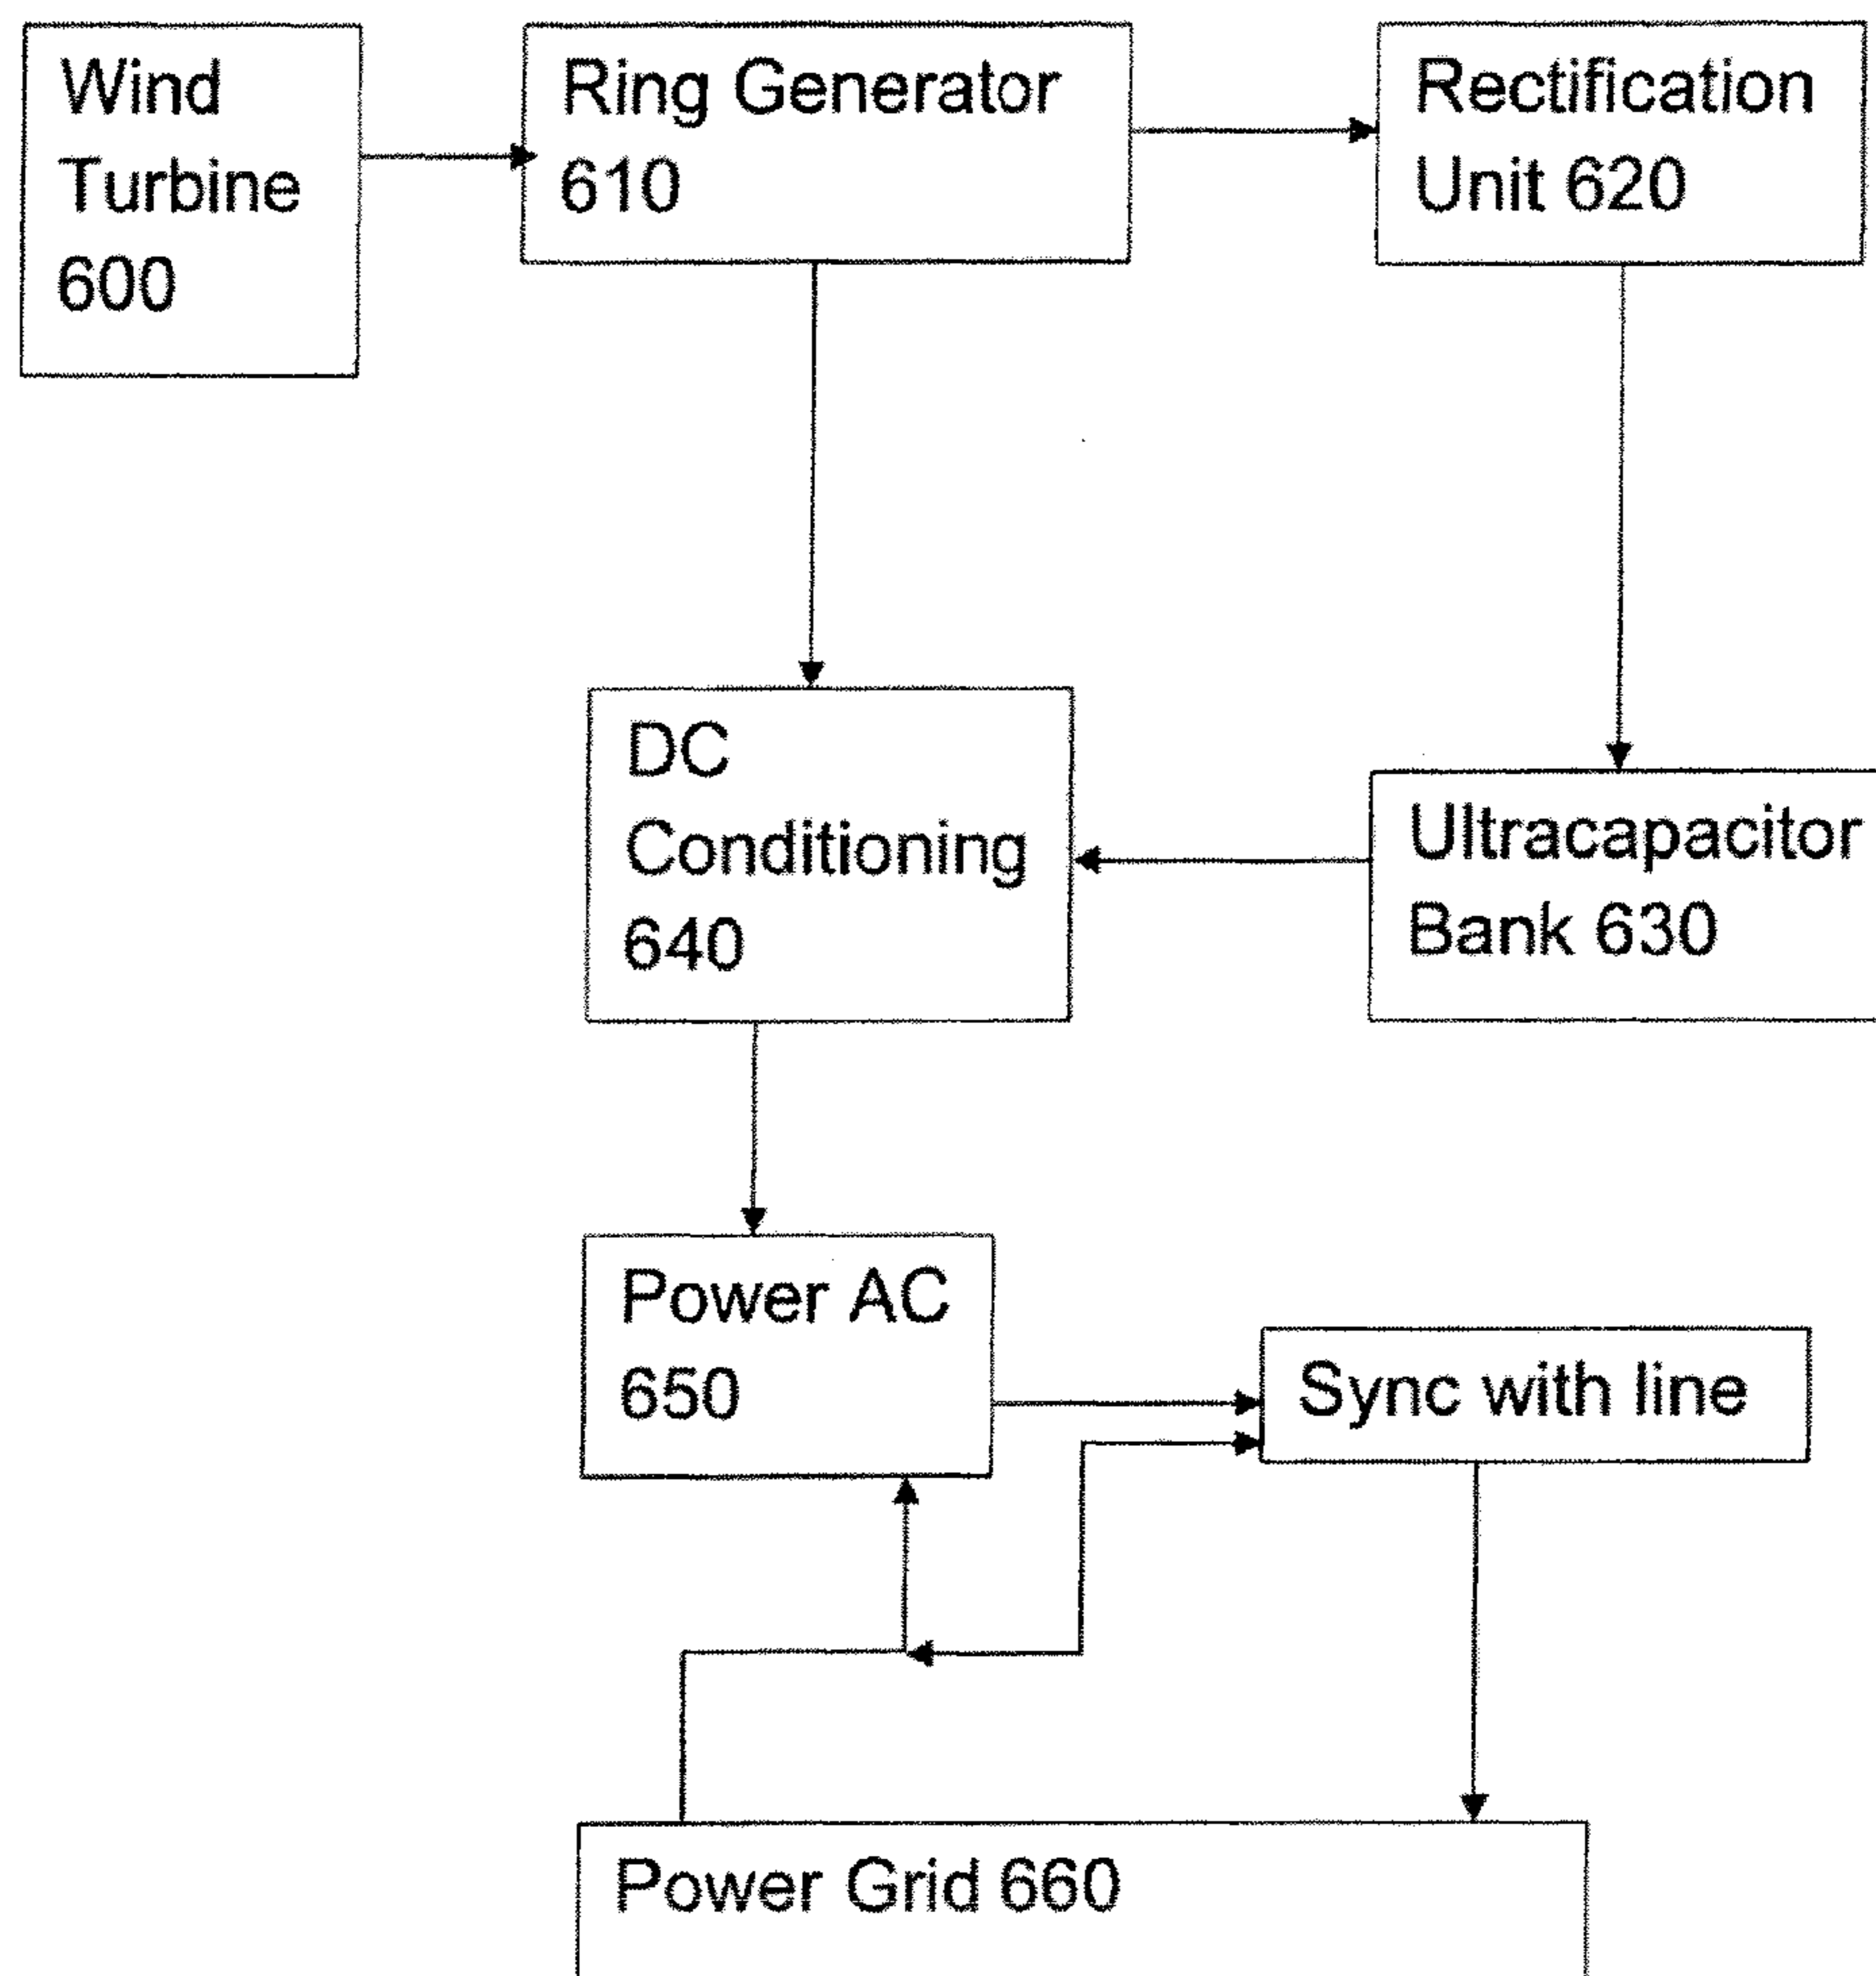 Wind
Turbine
600
Ring Generator
610
Rectification
Unit 620
DC
Conditioning
640
Ultracapacitor
Bank 630
Power AC
650
Sync with line
Power Grid 660